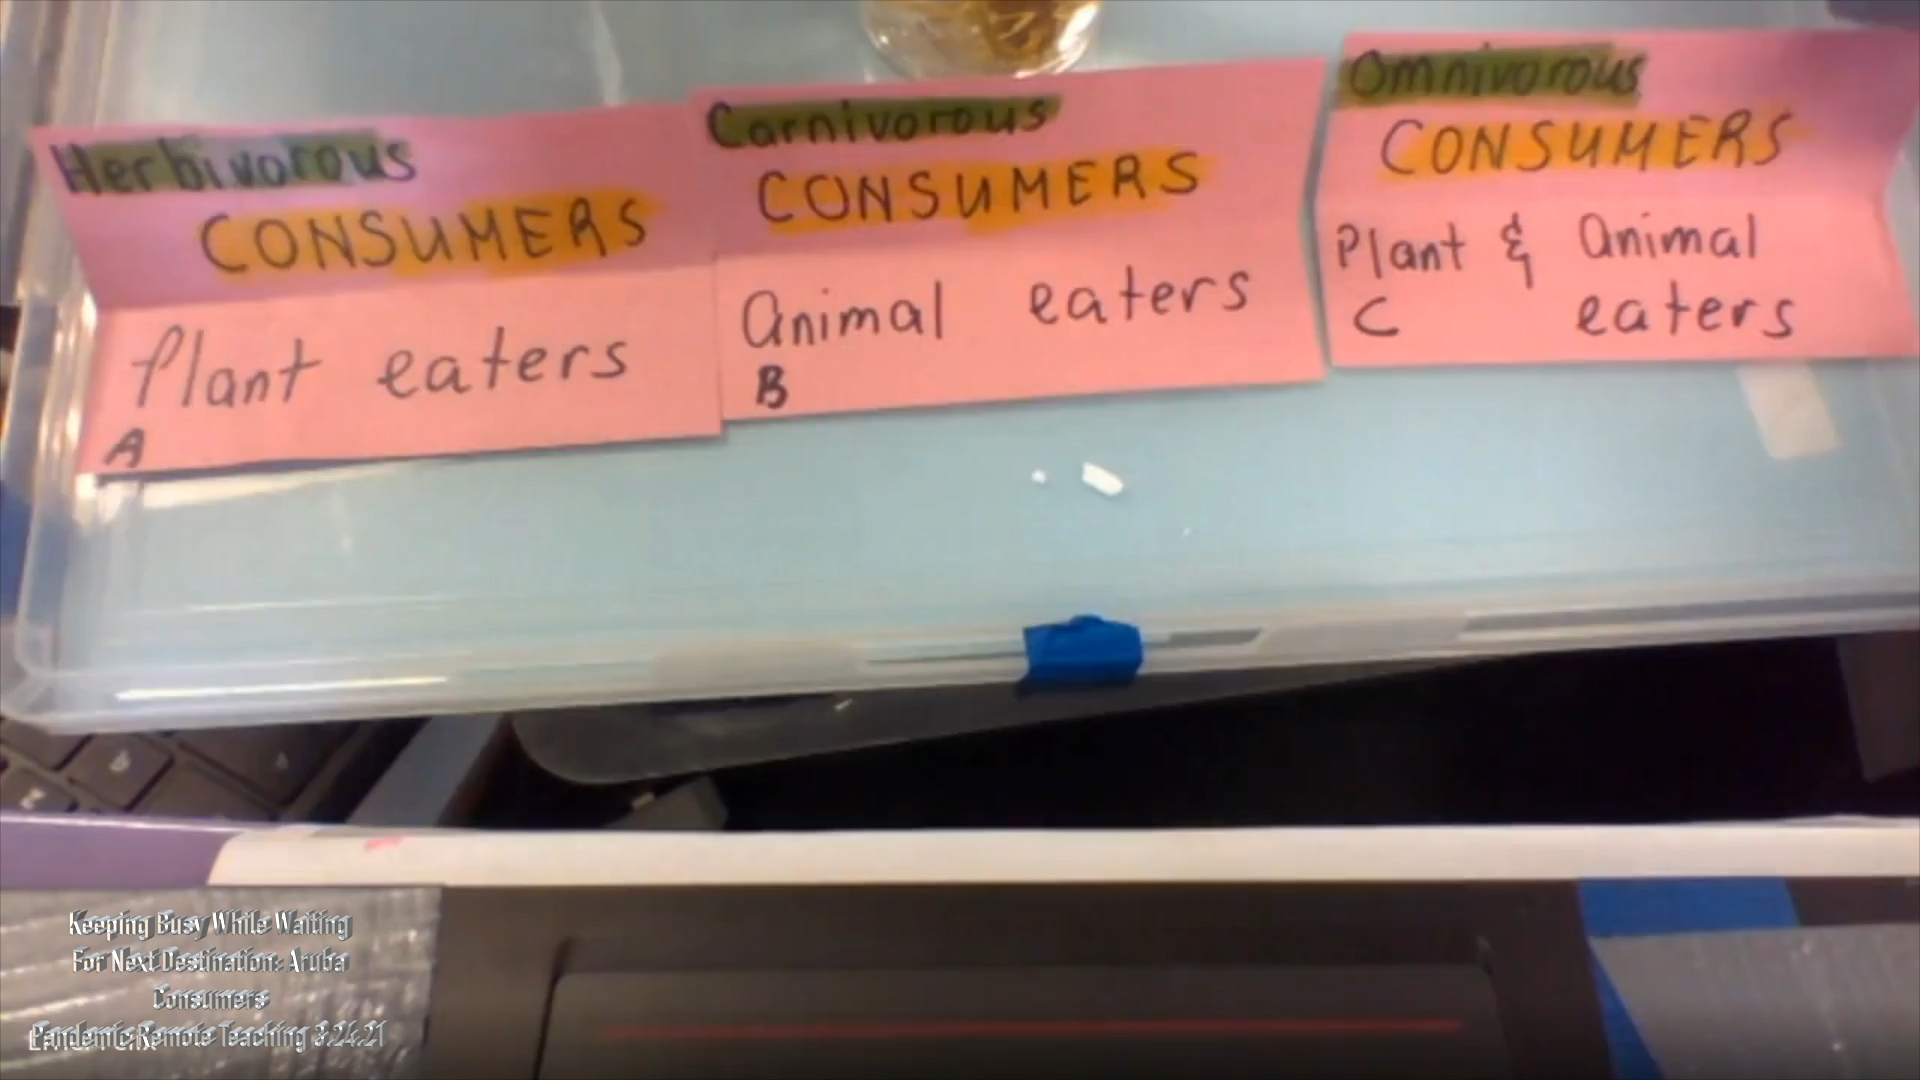 Herbivorous
CONSUMERS
Plant eaters
A
Carnivorous
CONSUMERS
Animal eaters
B
Omnivorous
CONSUMERS
Plant & Animal
C eaters
Keeping Busy While Waiting
For Next Destination: Aruba
Consumers
Pandemic Remote Teaching 3.24.21